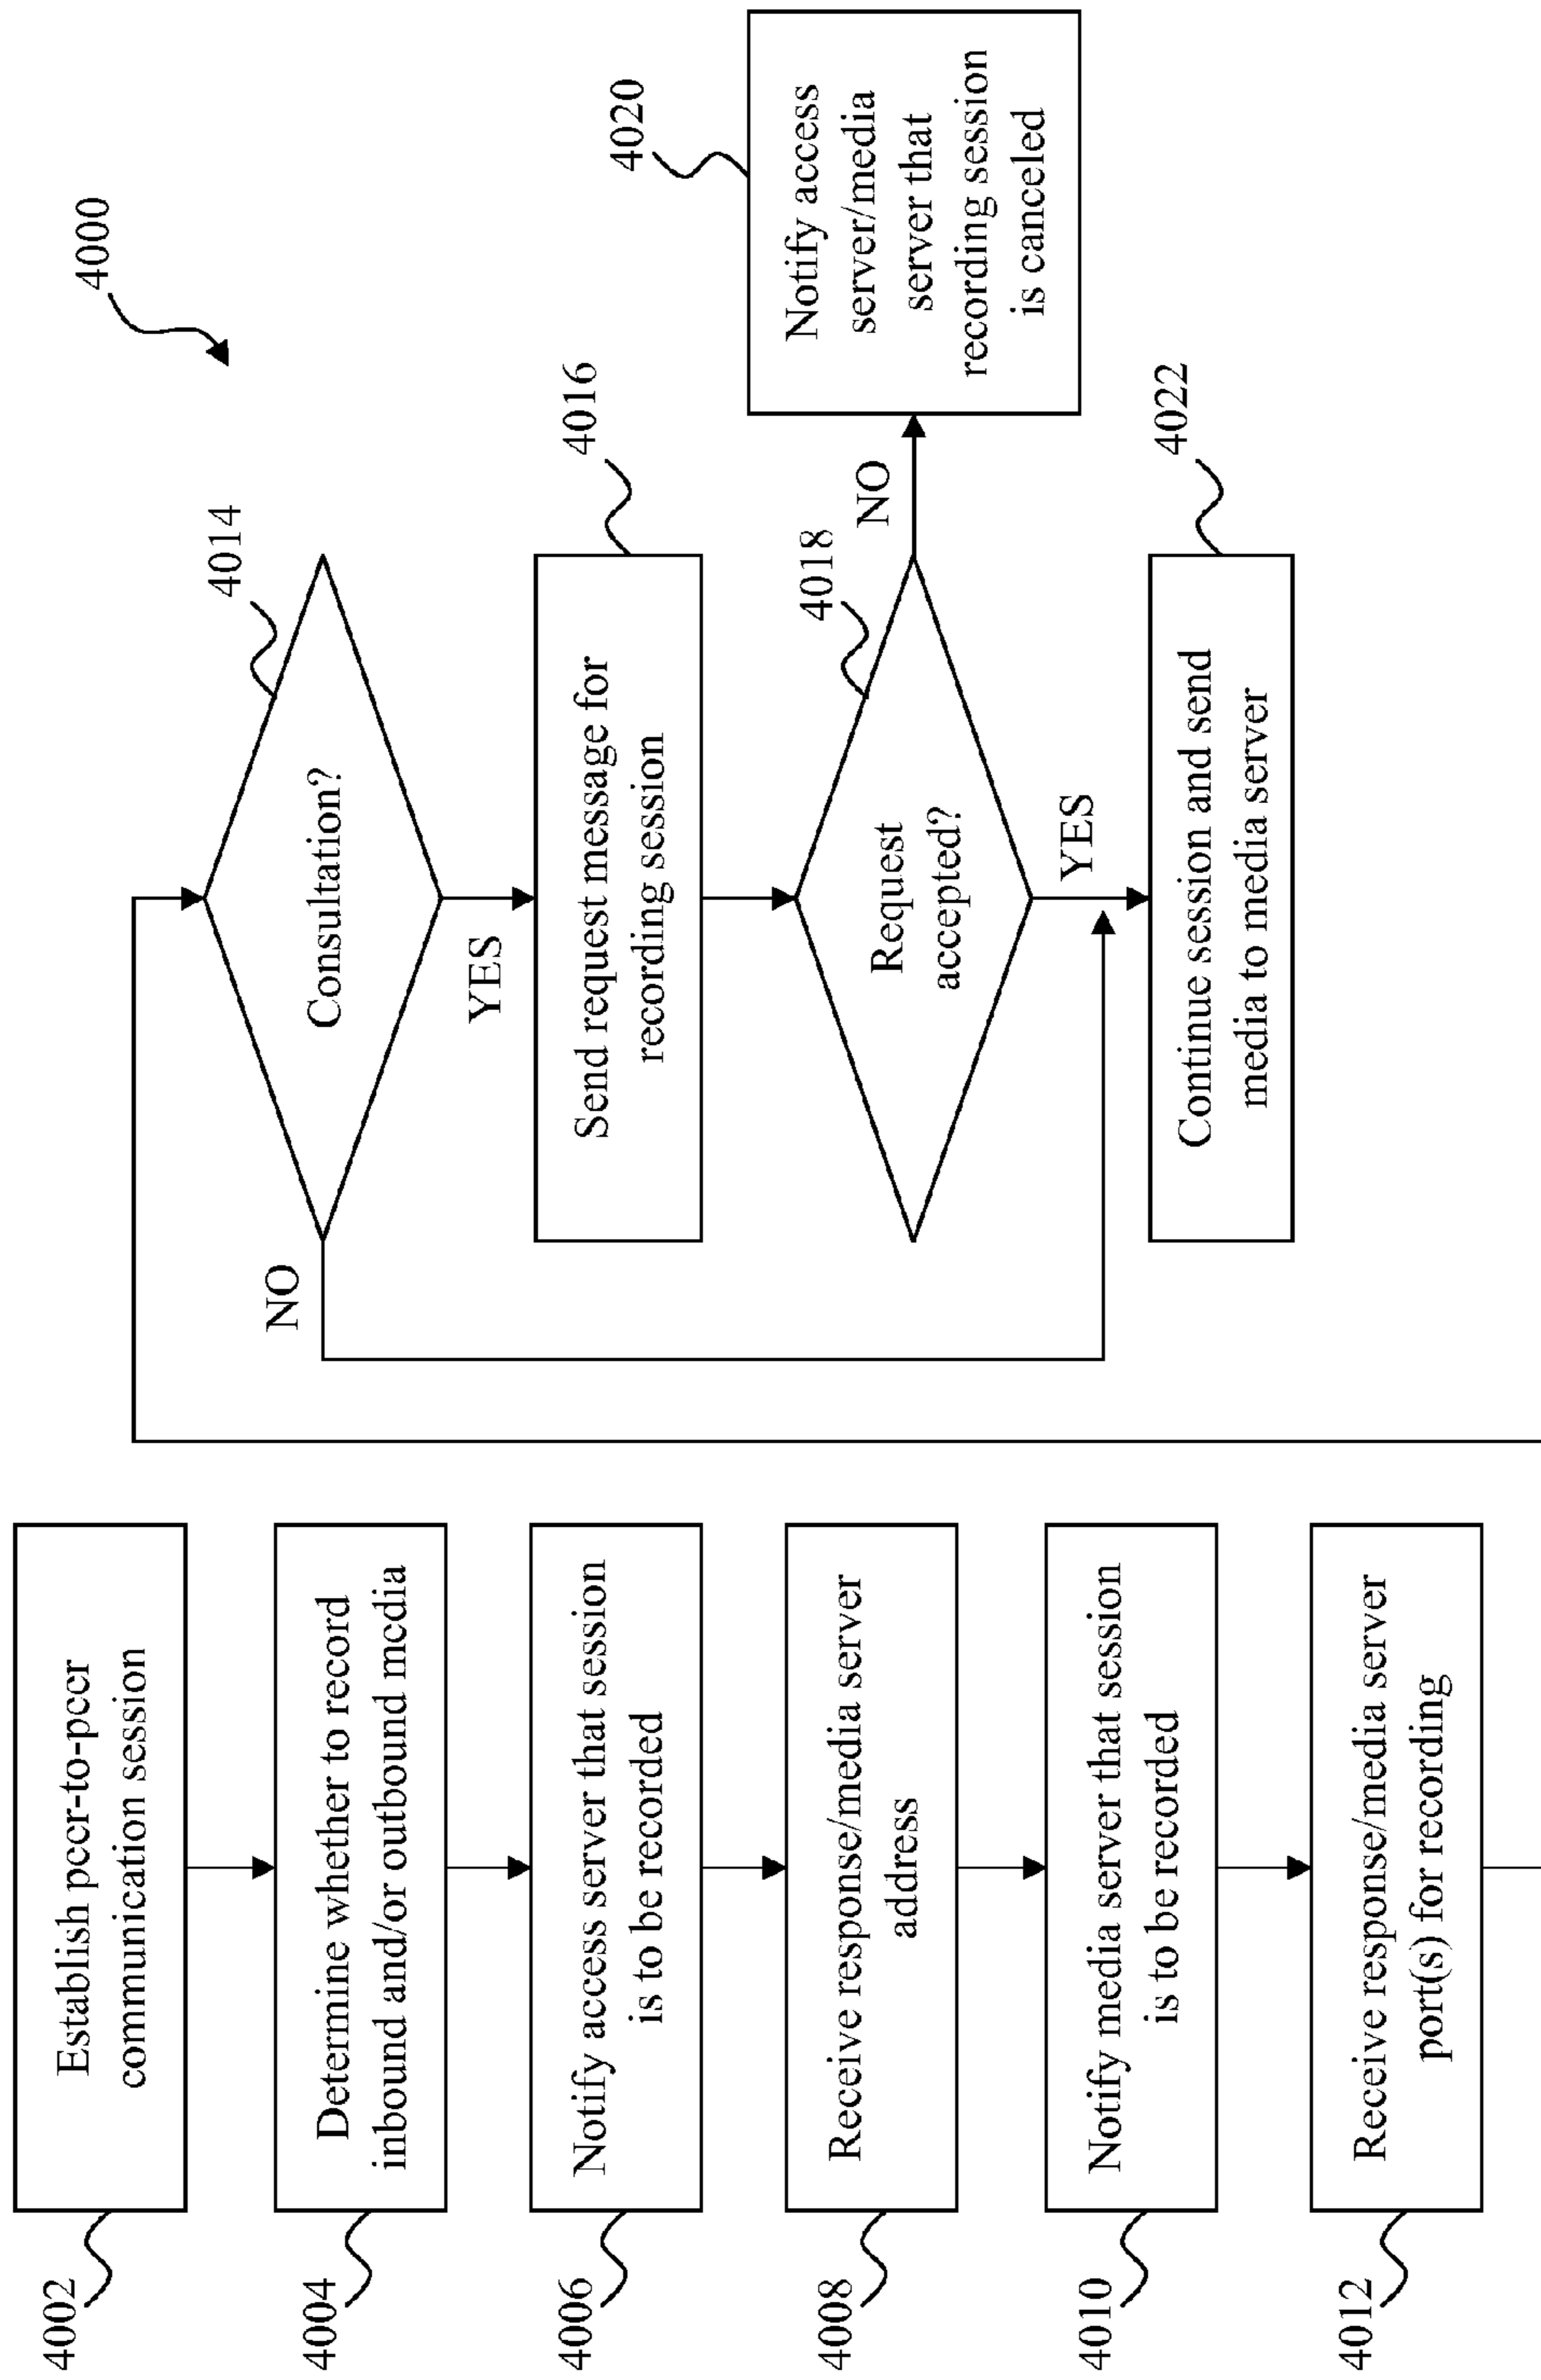 4000
4002
Establish peer-to-peer
communication session
4004
Determine whether to record
inbound and/or outbound media
4006
Notify access server that session
is to be recorded
4008
Receive response/media server
address
4010
Notify media server that session
is to be recorded
4012
Receive response/media server
port(s) for recording
4014
Consultation?
NO
YES
4016
Send request message for
recording session
4018
Request
accepted?
NO
YES
4020
Notify access
server/media
server that
recording session
is canceled
4022
Continue session and send
media to media server